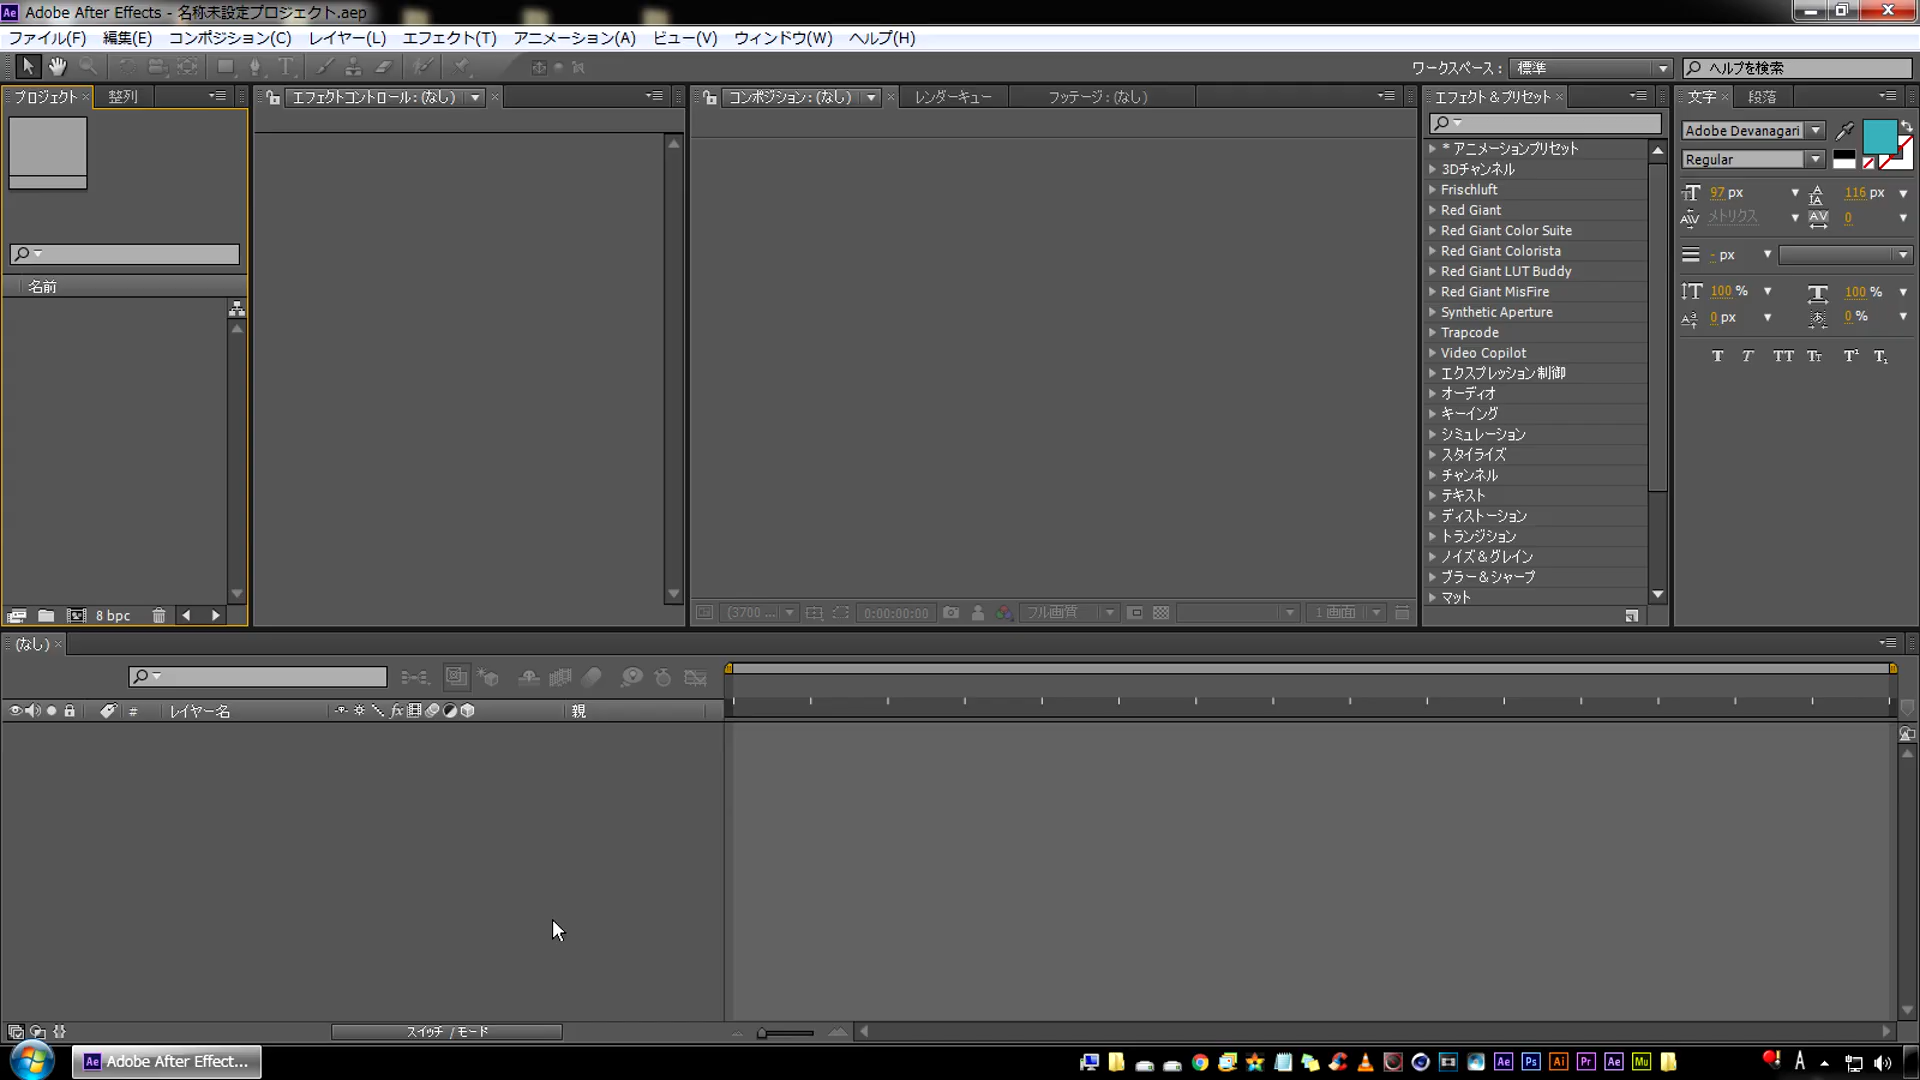 Adobe After Effects - 名称未設定プロジェクト.aep
ファイル(F) 編集(E) コンポジション(C) レイヤー(L) エフェクト(T) アニメーション(A) ビュー(V) ウィンドウ(W) ヘルプ(H)
ワークスペース: 標準 ヘルプを検索
プロジェクト 整列 エフェクトコントロール: (なし) コンポジション: (なし) レンダーキュー フッテージ: (なし) エフェクト＆プリセット 文字 段落
Adobe Devanagari
Regular
97 px 116 px
メトリクス 0
- px
100 % 100 %
0 px 0 %
T T TT Tт T¹ T₁
名前
* アニメーションプリセット
3Dチャンネル
Frischluft
Red Giant
Red Giant Color Suite
Red Giant Colorista
Red Giant LUT Buddy
Red Giant MisFire
Synthetic Aperture
Trapcode
Video Copilot
エクスプレッション制御
オーディオ
キーイング
シミュレーション
スタイライズ
チャンネル
テキスト
ディストーション
トランジション
ノイズ＆グレイン
ブラー＆シャープ
マット
8 bpc (3700 ... 0:00:00:00 フル画質 1 画面
(なし)
# レイヤー名 fx 親
スイッチ / モード
Adobe After Effect...
Ae Ps Ai Pr Ae Mu A